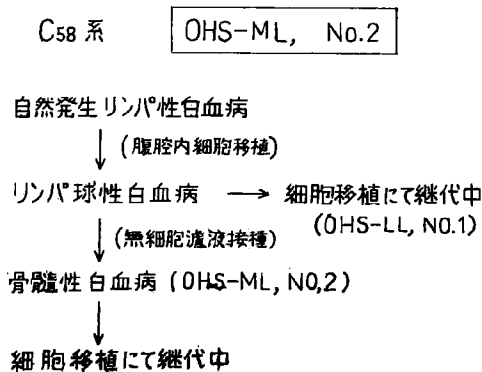 C58系 OHS-ML, No.2
自然発生リンパ性白血病
(腹腔内細胞移植)
リンパ球性白血病 → 細胞移植にて継代中
(OHS-LL, NO.1)
(無細胞濾液接種)
骨髄性白血病 (OHS-ML, NO,2)
細胞移植にて継代中